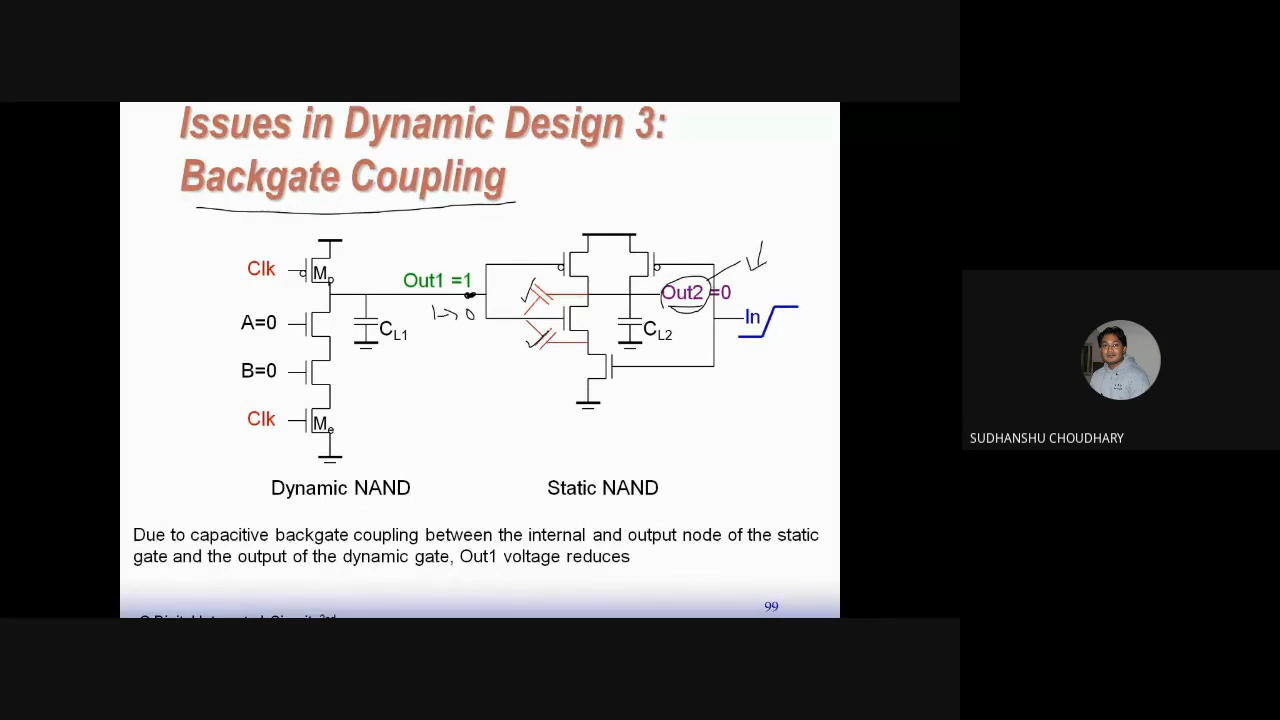 Issues in Dynamic Design 3:
Backgate Coupling
Clk
Mp
Out1 =1
1→0
Out2 =0
In
A=0
CL1
CL2
B=0
Clk
Me
SUDHANSHU CHOUDHARY
Dynamic NAND
Static NAND
Due to capacitive backgate coupling between the internal and output node of the static
gate and the output of the dynamic gate, Out1 voltage reduces
99